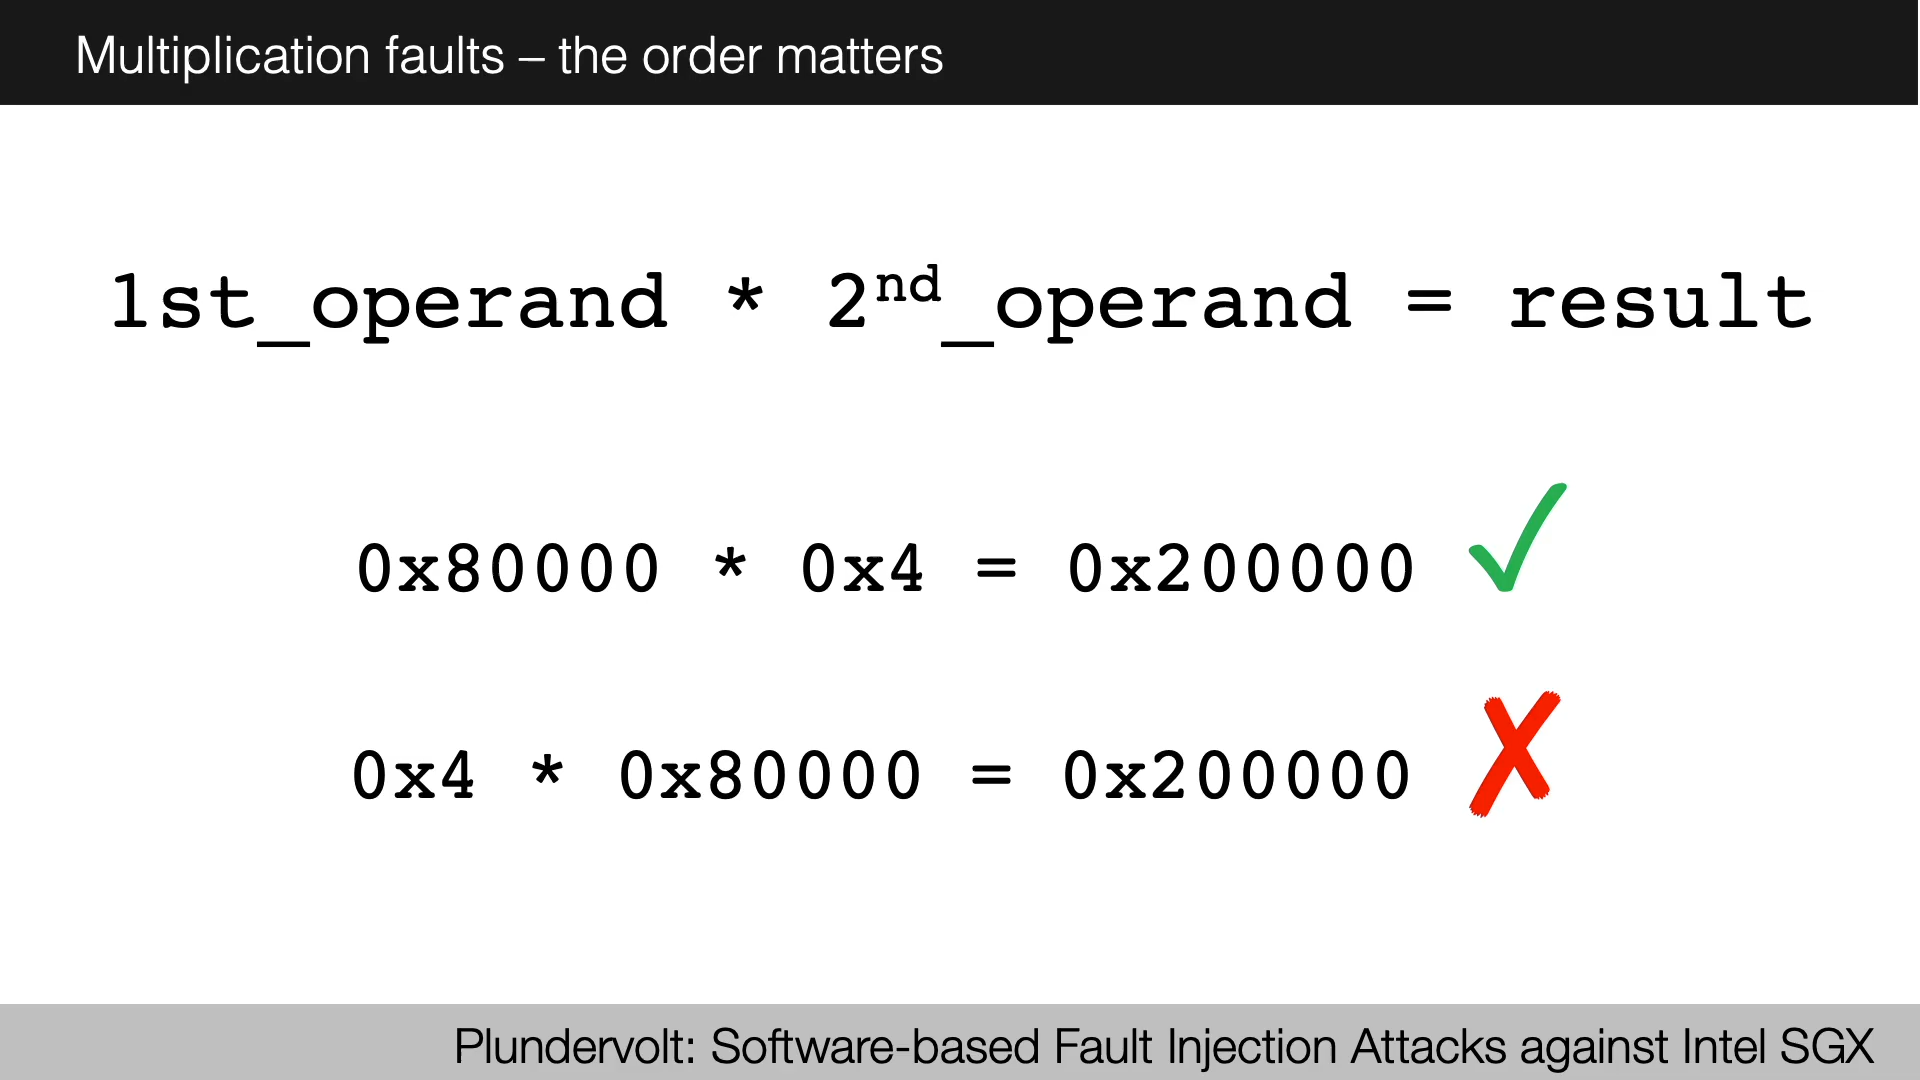 Multiplication faults – the order matters
1st_operand * 2ⁿᵈ_operand = result
0x80000 * 0x4 = 0x200000 ✓
0x4 * 0x80000 = 0x200000 ✗
Plundervolt: Software-based Fault Injection Attacks against Intel SGX